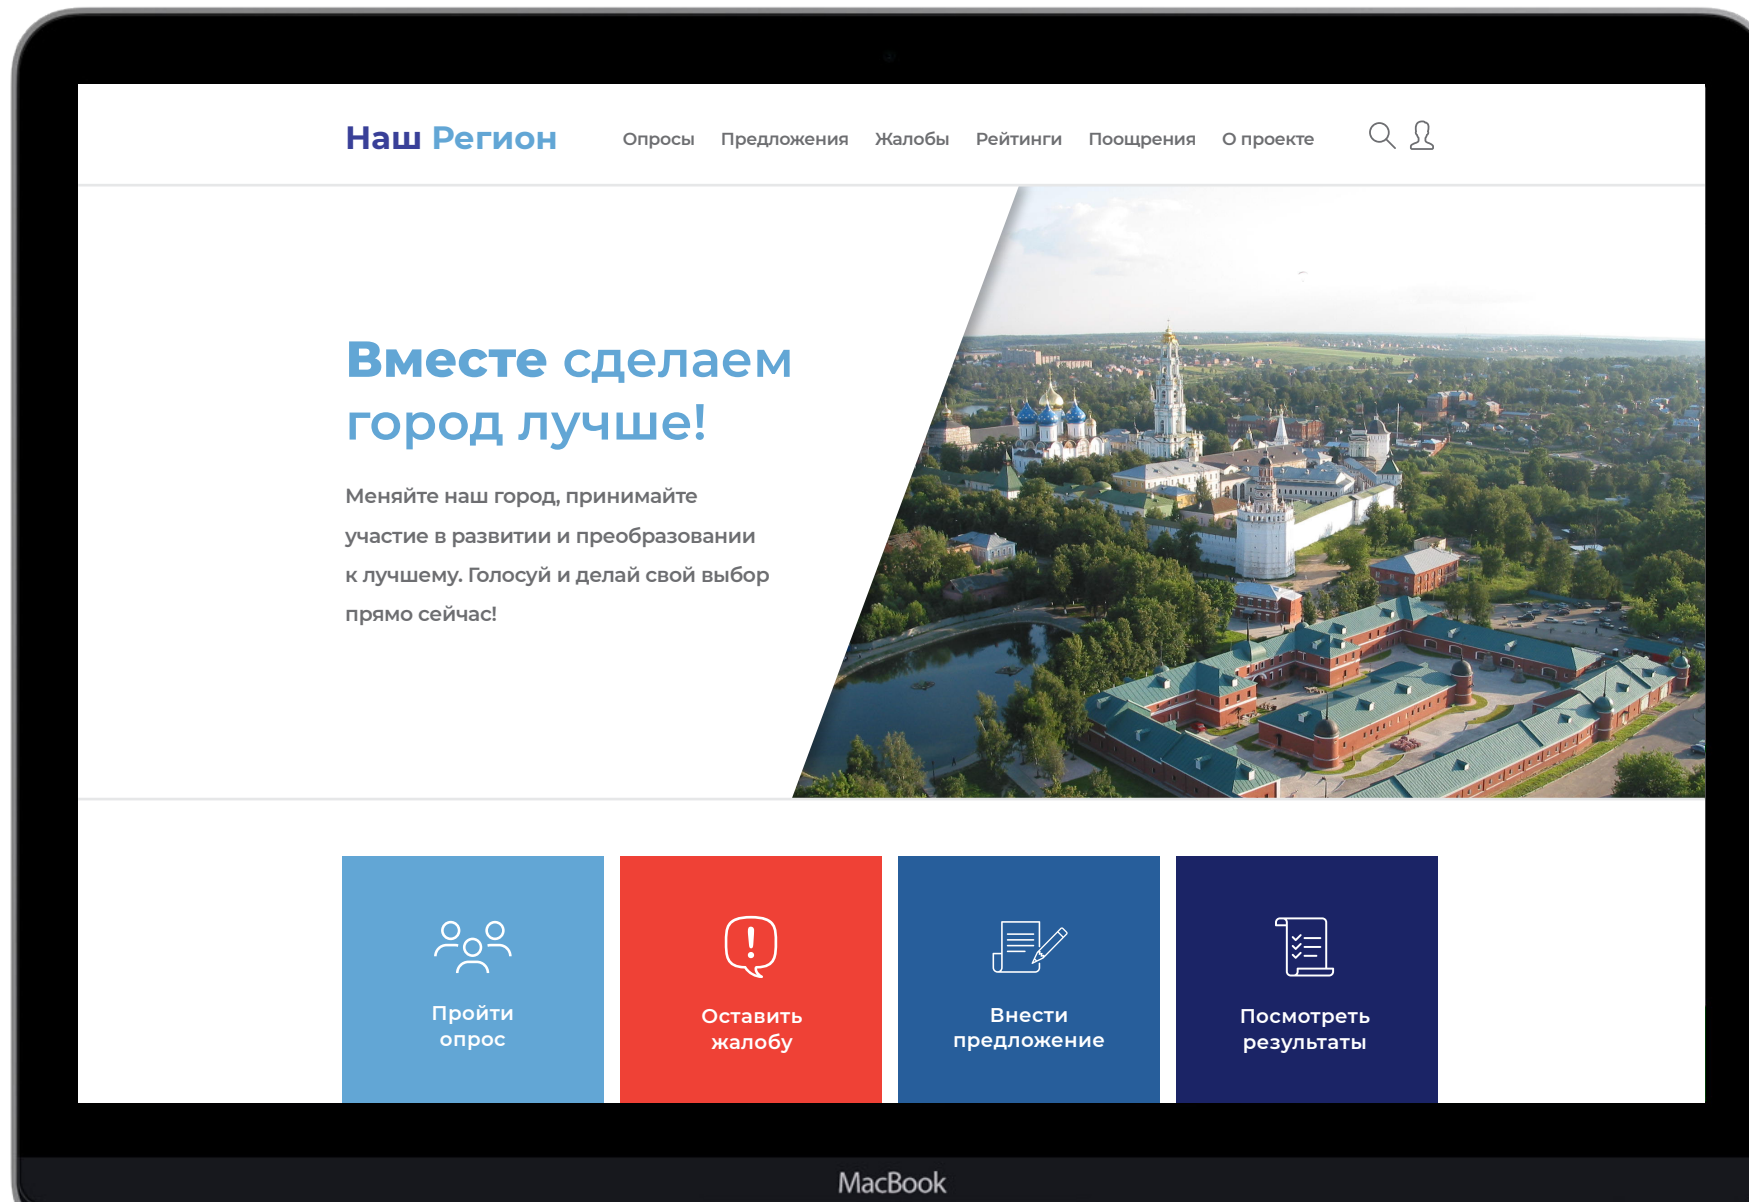 Наш Регион
Опросы Предложения Жалобы Рейтинги Поощрения О проекте
Вместе сделаем
город лучше!
Меняйте наш город, принимайте
участие в развитии и преобразовании
к лучшему. Голосуй и делай свой выбор
прямо сейчас!
Пройти
опрос
Оставить
жалобу
Внести
предложение
Посмотреть
результаты
MacBook